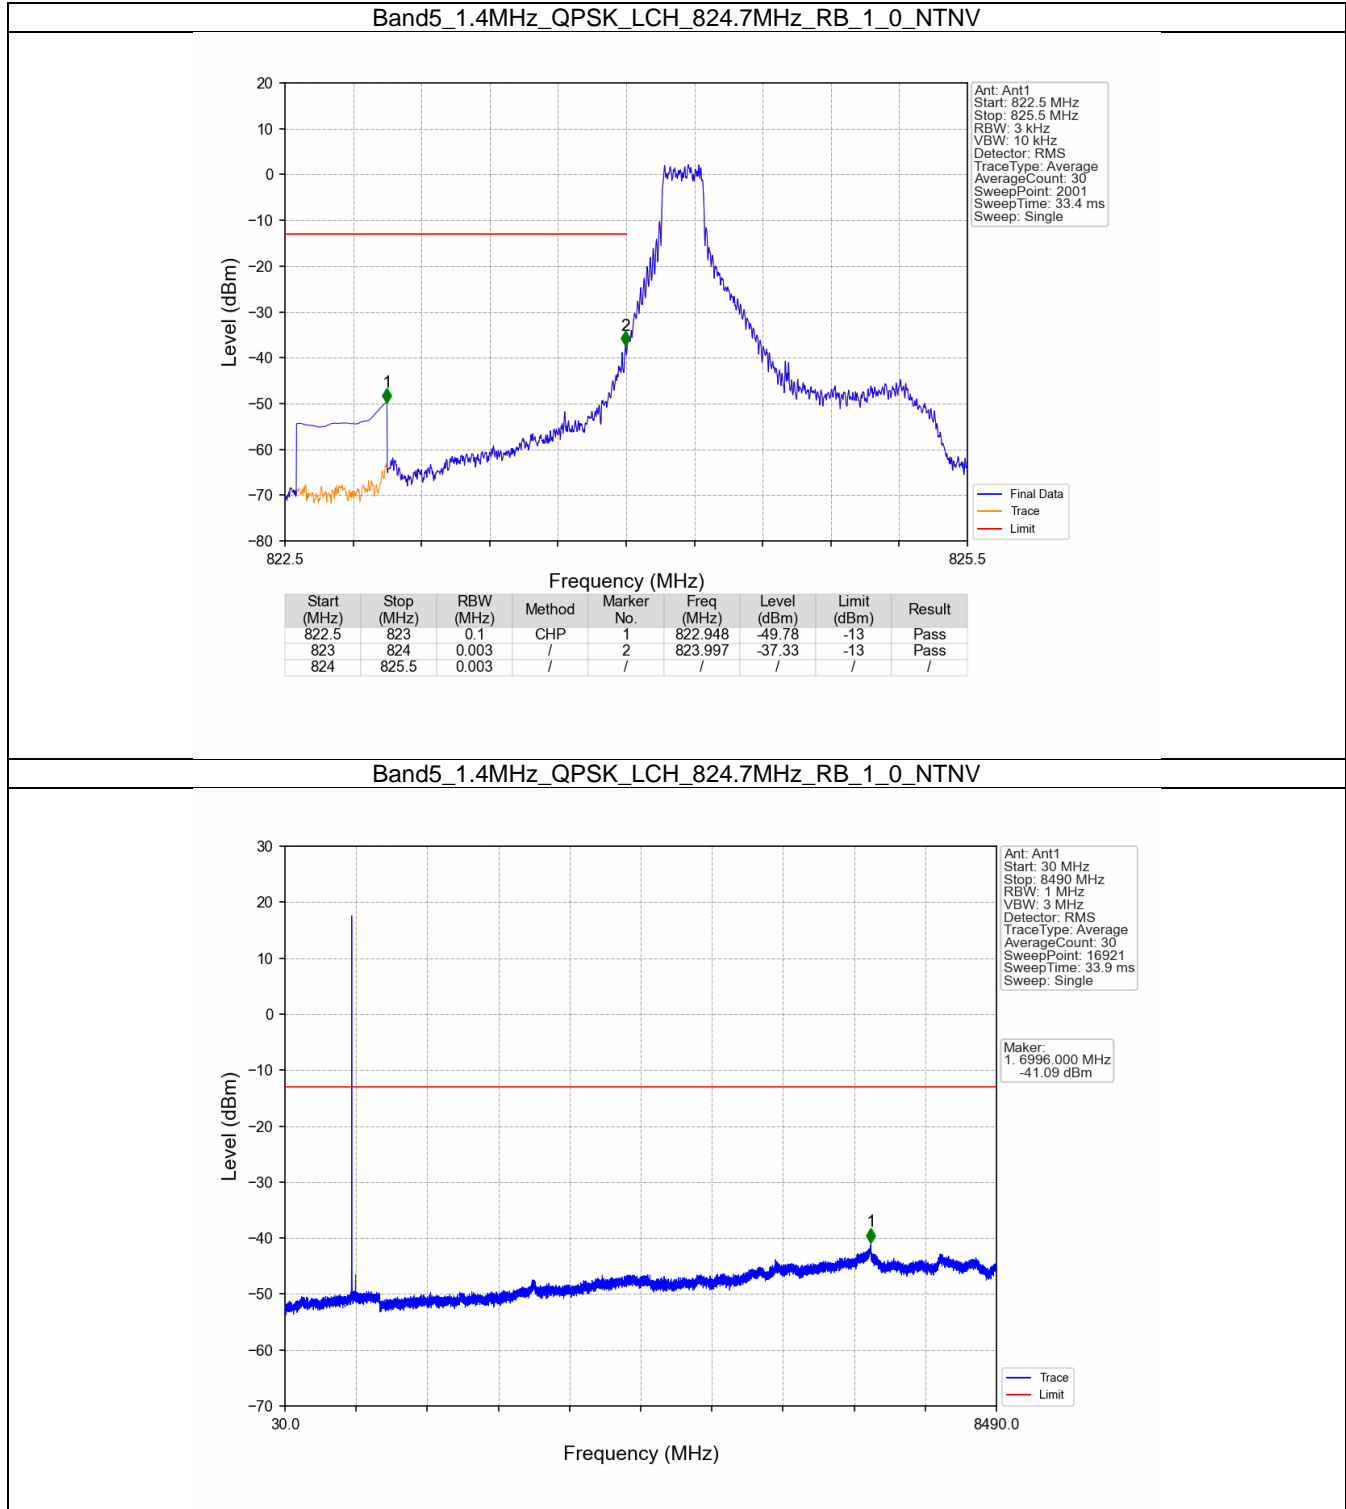 Band5_1.4MHz_QPSK_LCH_824.7MHz_RB_1_0_NTNV
20
10
0
−10
−20
−30
−40
−50
−60
−70
−80
Level (dBm)
1
2
822.5
825.5
Frequency (MHz)
Ant: Ant1
Start: 822.5 MHz
Stop: 825.5 MHz
RBW: 3 kHz
VBW: 10 kHz
Detector: RMS
TraceType: Average
AverageCount: 30
SweepPoint: 2001
SweepTime: 33.4 ms
Sweep: Single
Final Data
Trace
Limit
Start (MHz) Stop (MHz) RBW (MHz) Method Marker No. Freq (MHz) Level (dBm) Limit (dBm) Result
822.5 823 0.1 CHP 1 822.948 -49.78 -13 Pass
823 824 0.003 / 2 823.997 -37.33 -13 Pass
824 825.5 0.003 / / / / / /
Band5_1.4MHz_QPSK_LCH_824.7MHz_RB_1_0_NTNV
30
20
10
0
−10
−20
−30
−40
−50
−60
−70
Level (dBm)
1
30.0
8490.0
Frequency (MHz)
Ant: Ant1
Start: 30 MHz
Stop: 8490 MHz
RBW: 1 MHz
VBW: 3 MHz
Detector: RMS
TraceType: Average
AverageCount: 30
SweepPoint: 16921
SweepTime: 33.9 ms
Sweep: Single
Maker:
1. 6996.000 MHz
-41.09 dBm
Trace
Limit